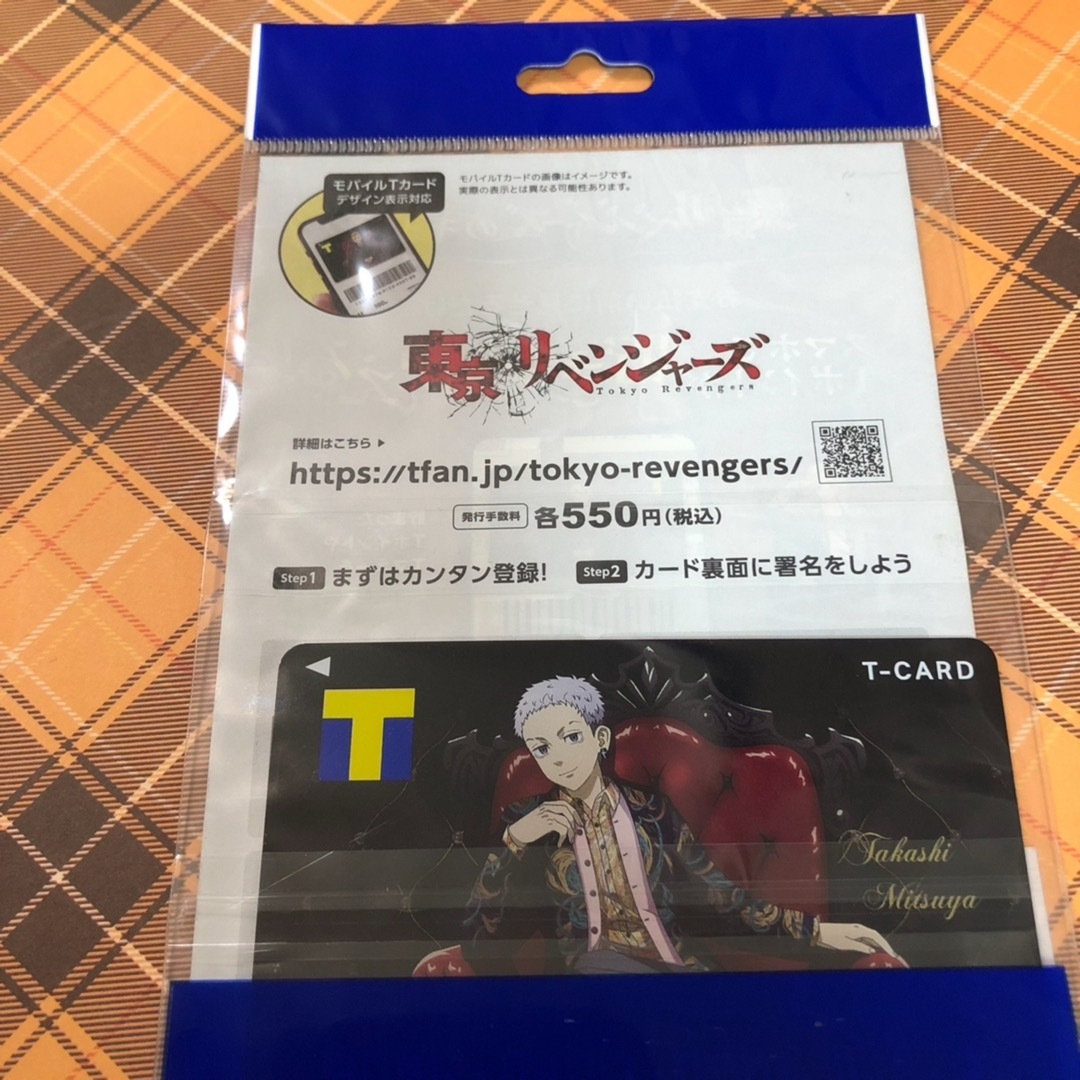 モバイルTカード
デザイン表示対応
モバイルTカードの画像はイメージです。
実際の表示とは異なる可能性あります。
東京リベンジャーズ
Tokyo Revengers
詳細はこちら
https://tfan.jp/tokyo-revengers/
発行手数料 各550円(税込)
Step1 まずはカンタン登録! Step2 カード裏面に署名をしよう
T-CARD
T
Takashi
Mitsuya